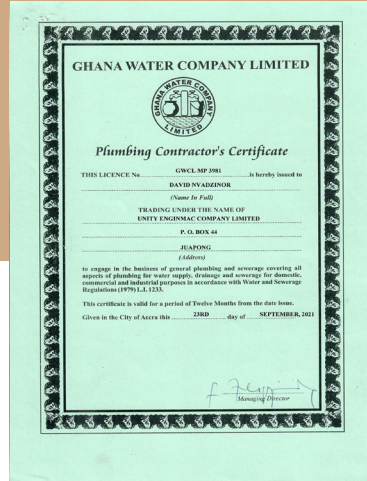 GHANA WATER COMPANY LIMITED
GHANA WATER COMPANY
LIMITED
Plumbing Contractor's Certificate
THIS LICENCE No. GWCL MP 3981 is hereby issued to
DAVID NVADZINOR
(Name In Full)
TRADING UNDER THE NAME OF
UNITY ENGINMAC COMPANY LIMITED
P. O. BOX 44
JUAPONG
(Address)
to engage in the business of general plumbing and sewerage covering all
aspects of plumbing for water supply, drainage and sewerage for domestic,
commercial and industrial purposes in accordance with Water and Sewerage
Regulations (1979) L.I. 1233.
This certificate is valid for a period of Twelve Months from the date issue.
Given in the City of Accra this 23RD day of SEPTEMBER, 2021
Managing Director